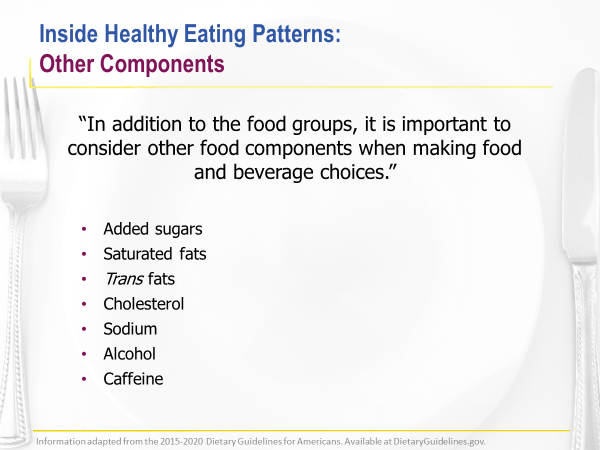 Inside Healthy Eating Patterns:
Other Components
“In addition to the food groups, it is important to
consider other food components when making food
and beverage choices.”
• Added sugars
• Saturated fats
• Trans fats
• Cholesterol
• Sodium
• Alcohol
• Caffeine
Information adapted from the 2015-2020 Dietary Guidelines for Americans. Available at DietaryGuidelines.gov.